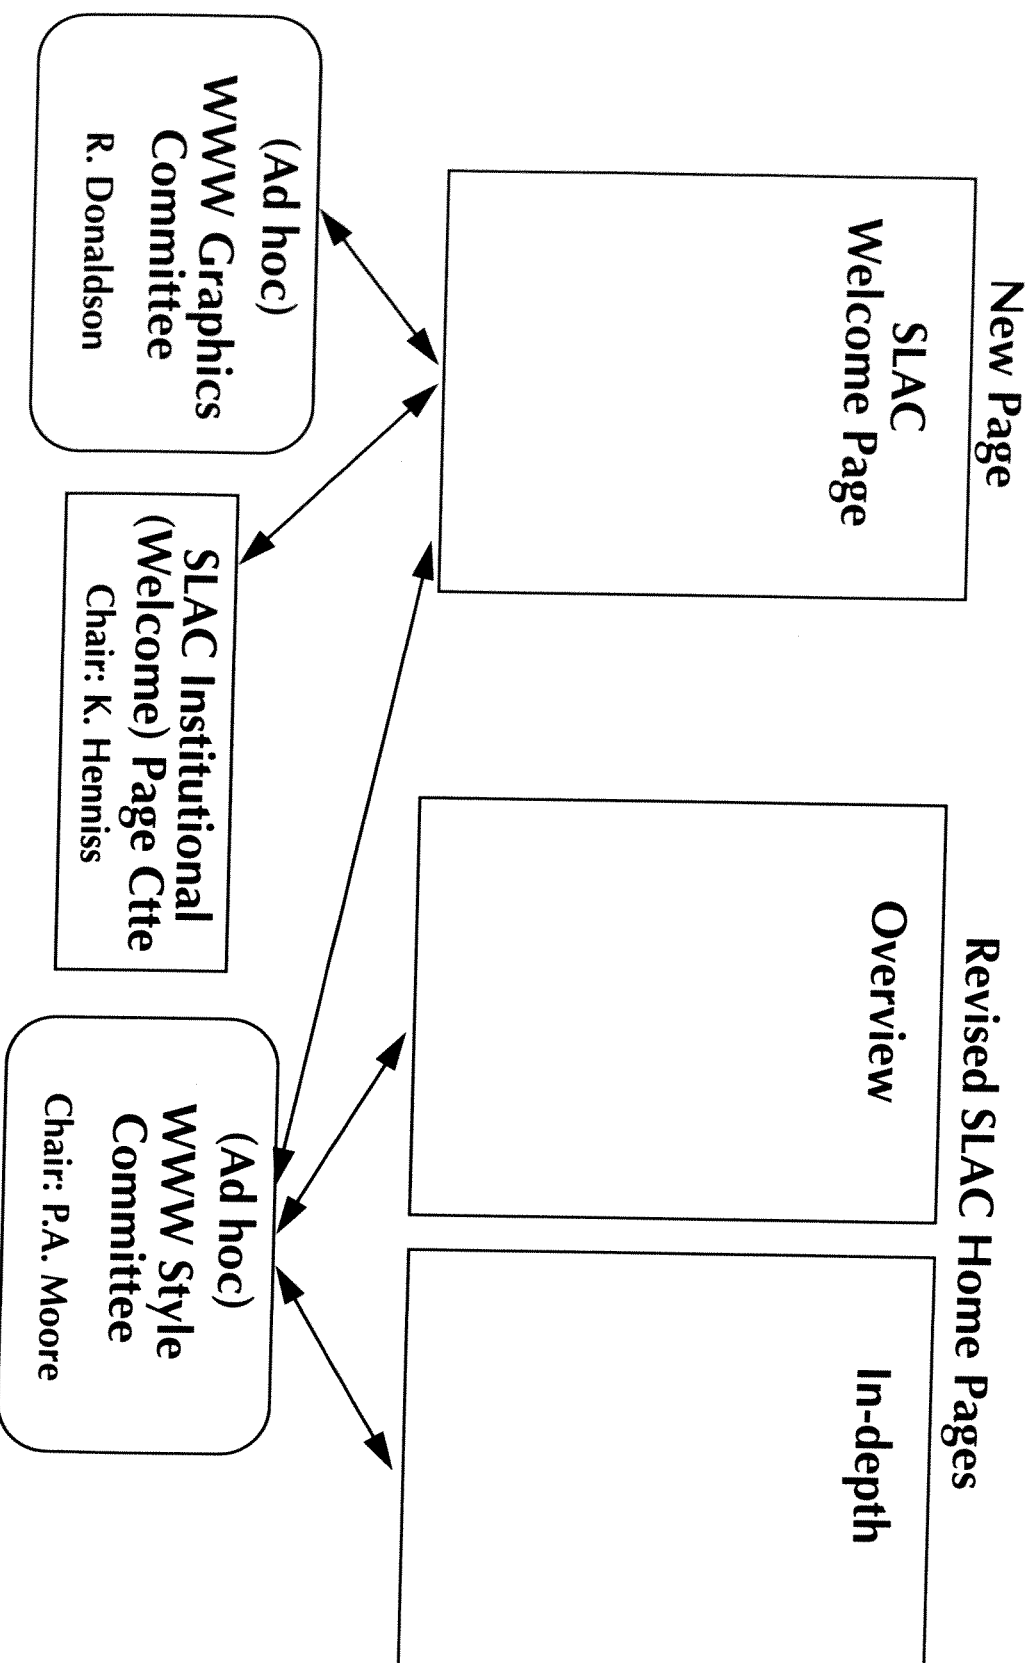 New Page
SLAC
Welcome Page
Revised SLAC Home Pages
Overview
In-depth
(Ad hoc)
WWW Graphics
Committee
R. Donaldson
SLAC Institutional
(Welcome) Page Ctte
Chair: K. Henniss
(Ad hoc)
WWW Style
Committee
Chair: P.A. Moore